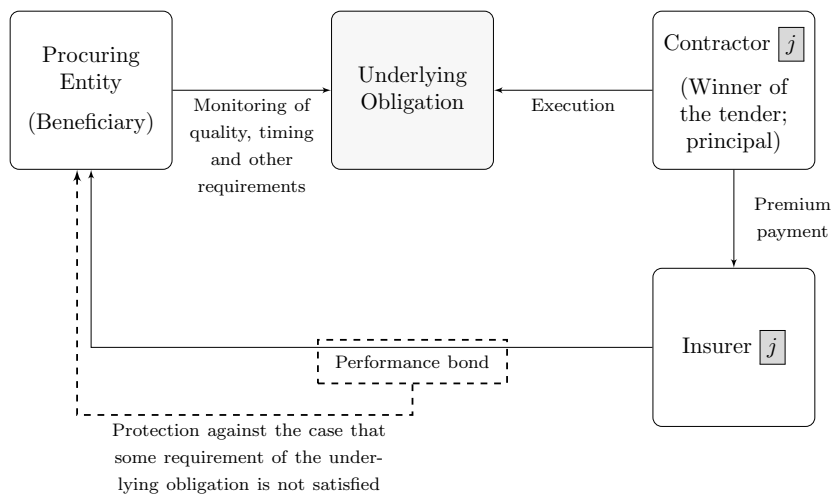 Procuring
Entity
(Beneficiary)
Monitoring of
quality, timing
and other
requirements
Underlying
Obligation
Execution
Contractor j
(Winner of
the tender;
principal)
Premium
payment
Insurer j
Performance bond
Protection against the case that
some requirement of the under-
lying obligation is not satisfied